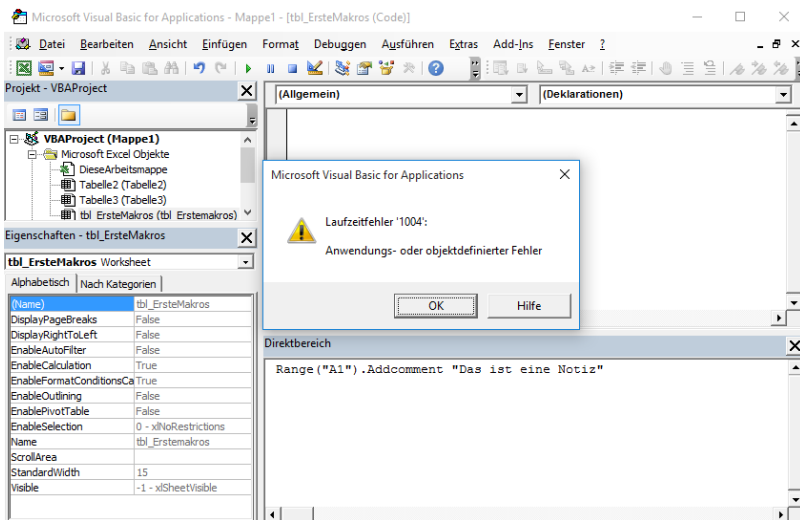 Microsoft Visual Basic for Applications - Mappe1 - [tbl_ErsteMakros (Code)]
Datei Bearbeiten Ansicht Einfügen Format Debuggen Ausführen Extras Add-Ins Fenster ?
Projekt - VBAProject
VBAProject (Mappe1)
Microsoft Excel Objekte
DieseArbeitsmappe
Tabelle2 (Tabelle2)
Tabelle3 (Tabelle3)
tbl_ErsteMakros (tbl_Erstemakros)
Eigenschaften - tbl_ErsteMakros
tbl_ErsteMakros Worksheet
Alphabetisch Nach Kategorien
(Name) tbl_ErsteMakros
DisplayPageBreaks False
DisplayRightToLeft False
EnableAutoFilter False
EnableCalculation True
EnableFormatConditionsCa True
EnableOutlining False
EnablePivotTable False
EnableSelection 0 - xlNoRestrictions
Name tbl_Erstemakros
ScrollArea
StandardWidth 15
Visible -1 - xlSheetVisible
(Allgemein) (Deklarationen)
Microsoft Visual Basic for Applications
Laufzeitfehler '1004':
Anwendungs- oder objektdefinierter Fehler
OK Hilfe
Direktbereich
Range("A1").Addcomment "Das ist eine Notiz"